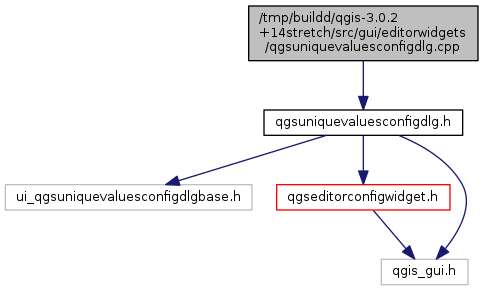 /tmp/buildd/qgis-3.0.2
+14stretch/src/gui/editorwidgets
/qgsuniquevaluesconfigdlg.cpp
qgsuniquevaluesconfigdlg.h
ui_qgsuniquevaluesconfigdlgbase.h
qgseditorconfigwidget.h
qgis_gui.h